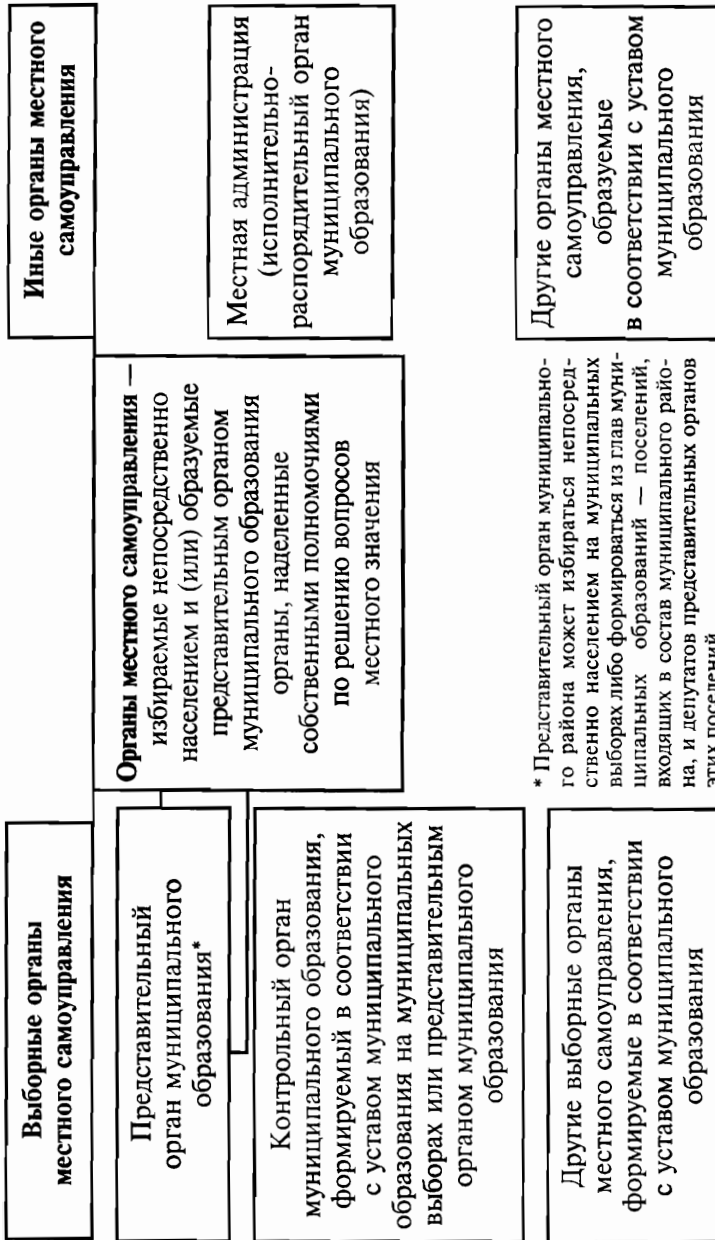 Выборные органы
местного самоуправления
Иные органы местного
самоуправления
Представительный
орган муниципального
образования*
Контрольный орган
муниципального образования,
формируемый в соответствии
с уставом муниципального
образования на муниципальных
выборах или представительным
органом муниципального
образования
Другие выборные органы
местного самоуправления,
формируемые в соответствии
с уставом муниципального
образования
Органы местного самоуправления —
избираемые непосредственно
населением и (или) образуемые
представительным органом
муниципального образования
органы, наделенные
собственными полномочиями
по решению вопросов
местного значения
Местная администрация
(исполнительно-
распорядительный орган
муниципального
образования)
Другие органы местного
самоуправления,
образуемые
в соответствии с уставом
муниципального
образования
* Представительный орган муниципально-
го района может избираться непосред-
ственно населением на муниципальных
выборах либо формироваться из глав муни-
ципальных образований — поселений,
входящих в состав муниципального райо-
на, и депутатов представительных органов
этих поселений